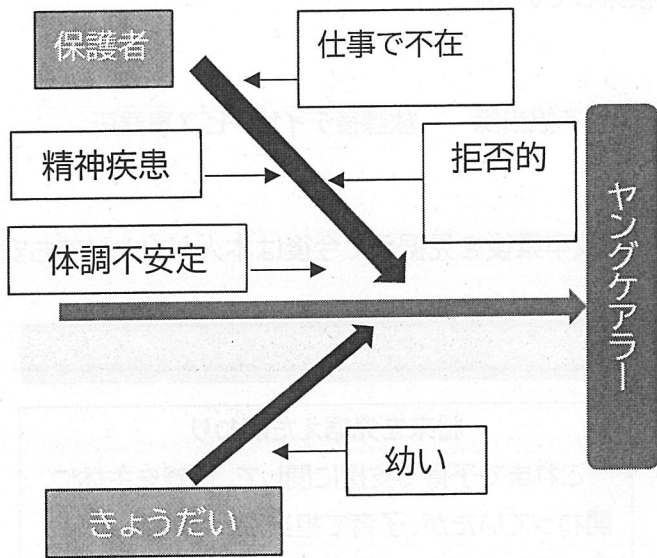 保護者
仕事で不在
精神疾患
拒否的
体調不安定
ヤングケアラー
幼い
きょうだい